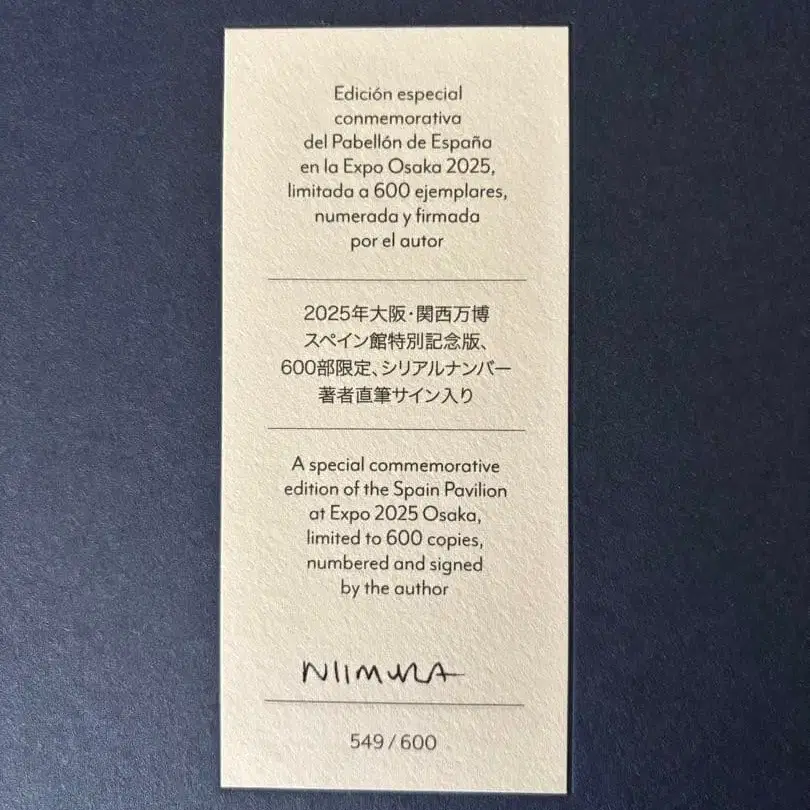 Edición especial
conmemorativa
del Pabellón de España
en la Expo Osaka 2025,
limitada a 600 ejemplares,
numerada y firmada
por el autor
2025年大阪・関西万博
スペイン館特別記念版、
600部限定、シリアルナンバー
著者直筆サイン入り
A special commemorative
edition of the Spain Pavilion
at Expo 2025 Osaka,
limited to 600 copies,
numbered and signed
by the author
NIIMURA
549/600